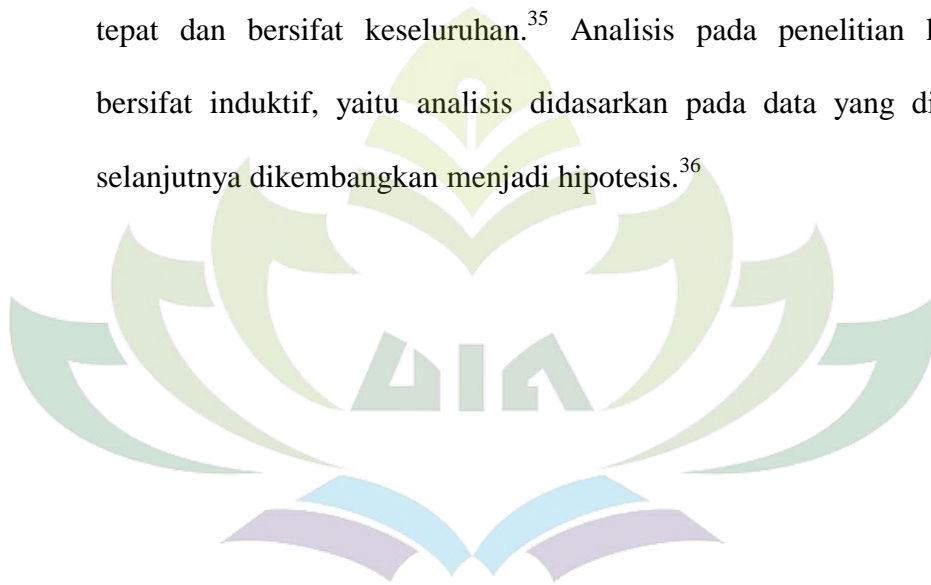 tepat dan bersifat keseluruhan.³⁵ Analisis pada penelitian
bersifat induktif, yaitu analisis didasarkan pada data yang
selanjutnya dikembangkan menjadi hipotesis.³⁶
UIN